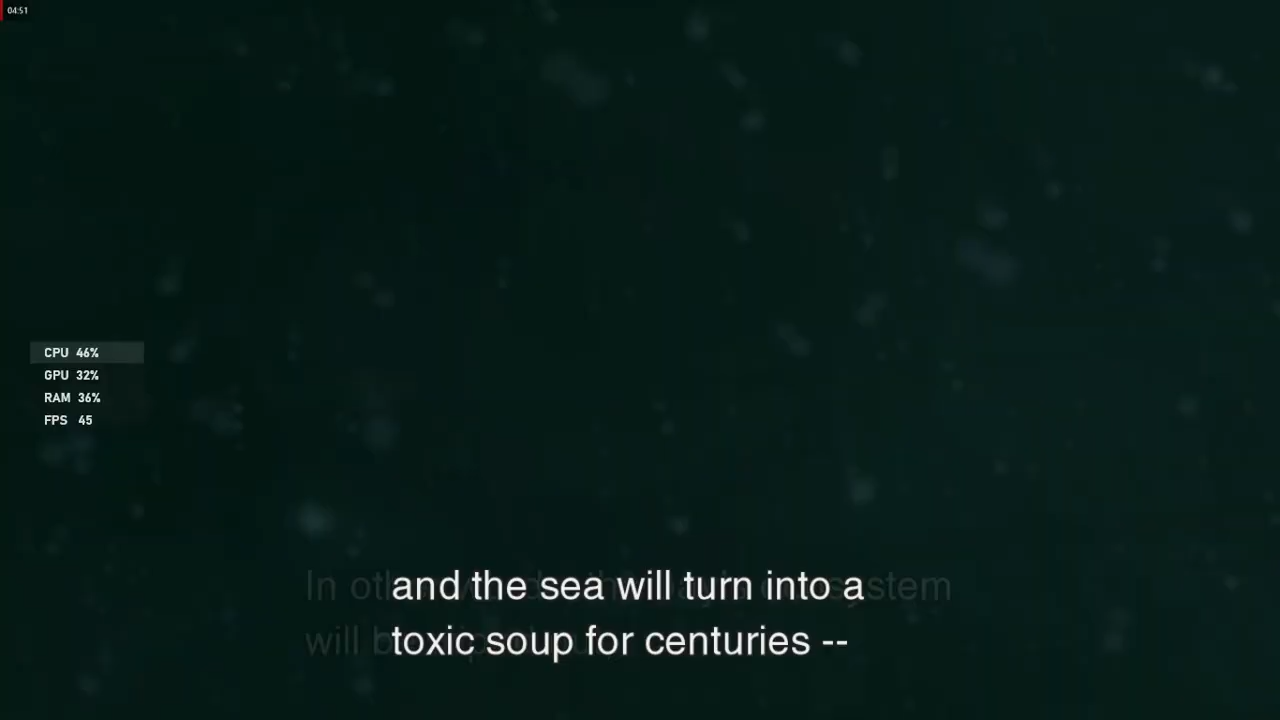 04:51
CPU 46%
GPU 32%
RAM 36%
FPS 45
and the sea will turn into a
toxic soup for centuries --